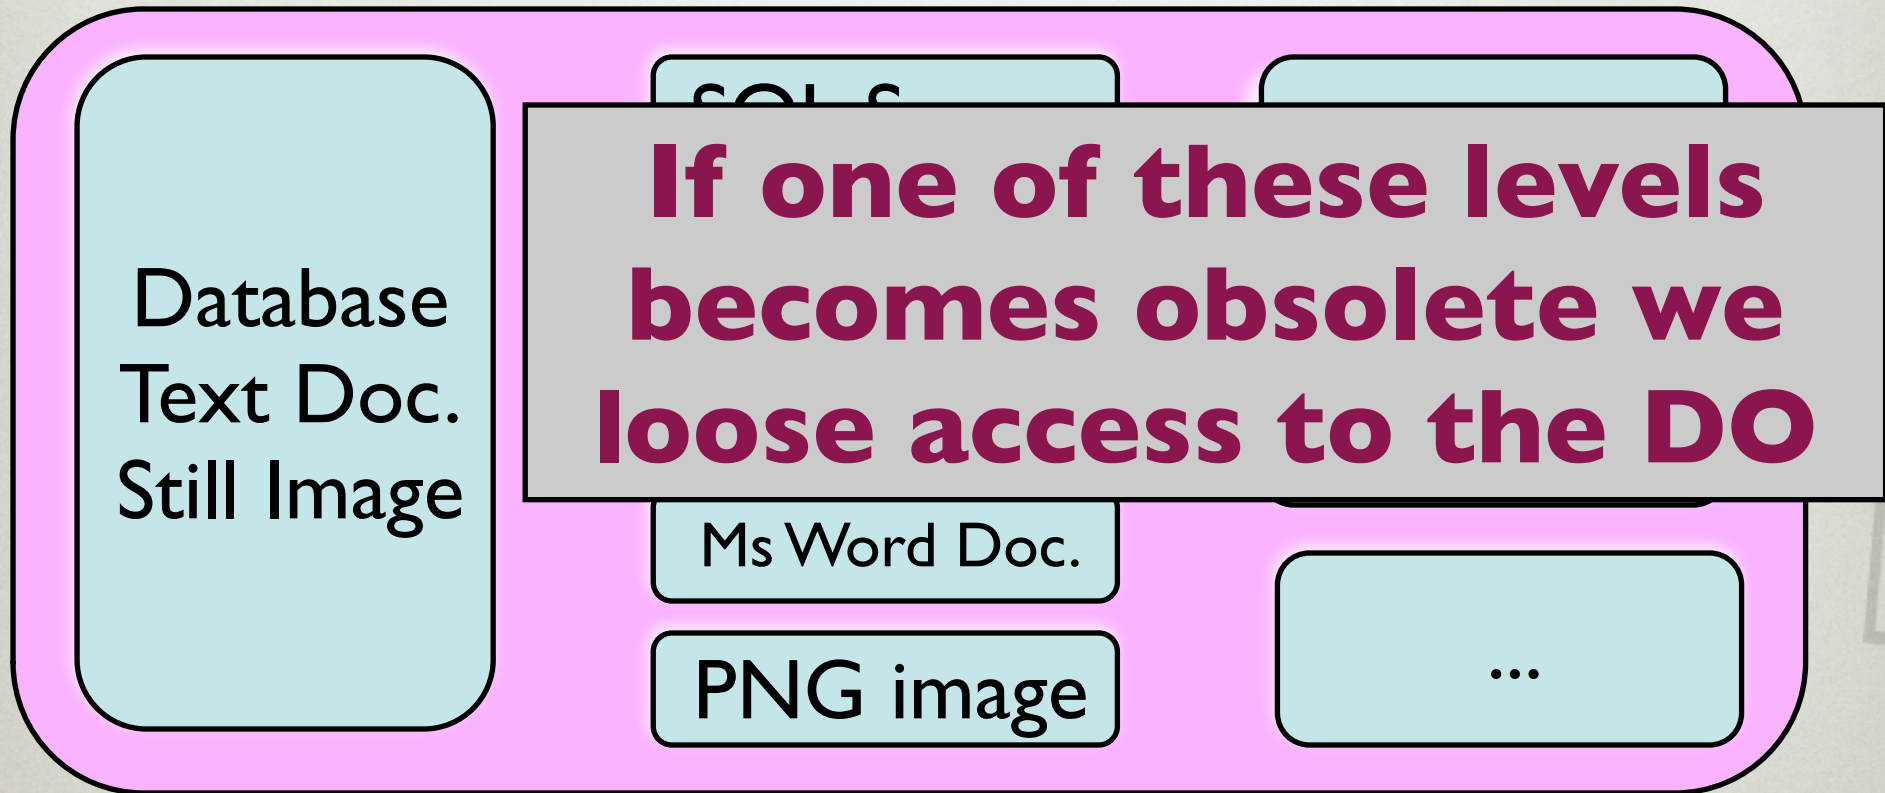 Database
Text Doc.
Still Image
If one of these levels
becomes obsolete we
loose access to the DO
Ms Word Doc.
PNG image
...